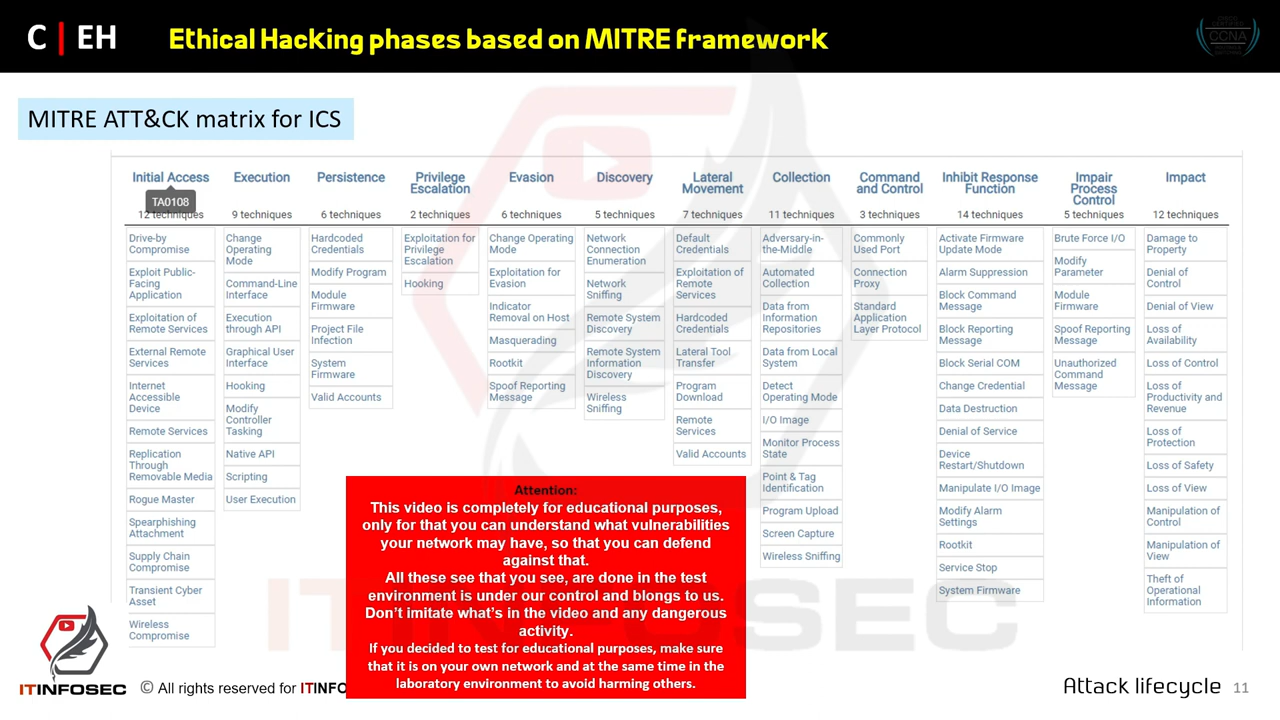 C | EH
Ethical Hacking phases based on MITRE framework
CCNA
MITRE ATT&CK matrix for ICS
Initial Access
TA0108
12 techniques
Drive-by
Compromise
Exploit Public-
Facing
Application
Exploitation of
Remote Services
External Remote
Services
Internet
Accessible
Device
Remote Services
Replication
Through
Removable Media
Rogue Master
Spearphishing
Attachment
Supply Chain
Compromise
Transient Cyber
Asset
Wireless
Compromise
Execution
9 techniques
Change
Operating
Mode
Command-Line
Interface
Execution
through API
Graphical User
Interface
Hooking
Modify
Controller
Tasking
Native API
Scripting
User Execution
Persistence
6 techniques
Hardcoded
Credentials
Modify Program
Module
Firmware
Project File
Infection
System
Firmware
Valid Accounts
Privilege
Escalation
2 techniques
Exploitation for
Privilege
Escalation
Hooking
Evasion
6 techniques
Change Operating
Mode
Exploitation for
Evasion
Indicator
Removal on Host
Masquerading
Rootkit
Spoof Reporting
Message
Discovery
5 techniques
Network
Connection
Enumeration
Network
Sniffing
Remote System
Discovery
Remote System
Information
Discovery
Wireless
Sniffing
Lateral
Movement
7 techniques
Default
Credentials
Exploitation of
Remote
Services
Hardcoded
Credentials
Lateral Tool
Transfer
Program
Download
Remote
Services
Valid Accounts
Collection
11 techniques
Adversary-in-
the-Middle
Automated
Collection
Data from
Information
Repositories
Data from Local
System
Detect
Operating Mode
I/O Image
Monitor Process
State
Point & Tag
Identification
Program Upload
Screen Capture
Wireless Sniffing
Command
and Control
3 techniques
Commonly
Used Port
Connection
Proxy
Standard
Application
Layer Protocol
Inhibit Response
Function
14 techniques
Activate Firmware
Update Mode
Alarm Suppression
Block Command
Message
Block Reporting
Message
Block Serial COM
Change Credential
Data Destruction
Denial of Service
Device
Restart/Shutdown
Manipulate I/O Image
Modify Alarm
Settings
Rootkit
Service Stop
System Firmware
Impair
Process
Control
5 techniques
Brute Force I/O
Modify
Parameter
Module
Firmware
Spoof Reporting
Message
Unauthorized
Command
Message
Impact
12 techniques
Damage to
Property
Denial of
Control
Denial of View
Loss of
Availability
Loss of Control
Loss of
Productivity and
Revenue
Loss of
Protection
Loss of Safety
Loss of View
Manipulation of
Control
Manipulation of
View
Theft of
Operational
Information
Attention:
This video is completely for educational purposes,
only for that you can understand what vulnerabilities
your network may have, so that you can defend
against that.
All these see that you see, are done in the test
environment is under our control and blongs to us.
Don't imitate what's in the video and any dangerous
activity.
If you decided to test for educational purposes, make sure
that it is on your own network and at the same time in the
laboratory environment to avoid harming others.
ITINFOSEC
ITINFOSEC
© All rights reserved for ITINFO
Attack lifecycle 11